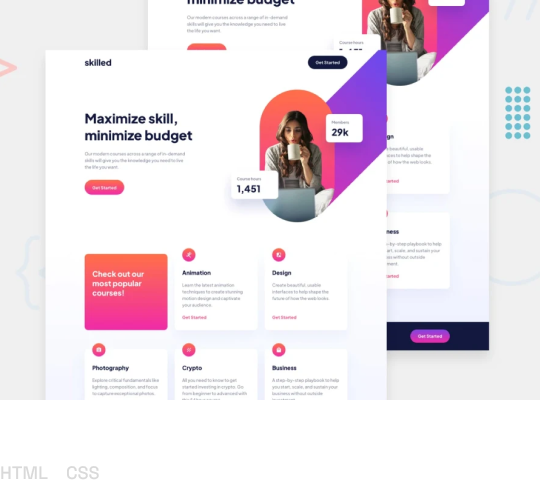 minimize budget
Our modern courses across a range of in-demand
skills will give you the knowledge you need to live
the life you want.
Course hours
skilled
Get Started
Maximize skill,
minimize budget
Our modern courses across a range of in-demand
skills will give you the knowledge you need to live
the life you want.
Get Started
Members
29k
Course hours
1,451
Check out our
most popular
courses!
Animation
Learn the latest animation
techniques to create stunning
motion design and captivate
your audience.
Get Started
Design
Create beautiful, usable
interfaces to help shape the
future of how the web looks.
Get Started
Photography
Explore critical fundamentals like
lighting, composition, and focus
to capture exceptional photos.
Crypto
All you need to know to get
started investing in crypto. Go
from beginner to advanced with
Business
A step-by-step playbook to help
you start, scale, and sustain your
business without outside
gn
beautiful, usable
aces to help shape the
of how the web looks.
arted
ness
-by-step playbook to help
art, scale, and sustain your
ss without outside
ment.
arted
Get Started
HTML CSS